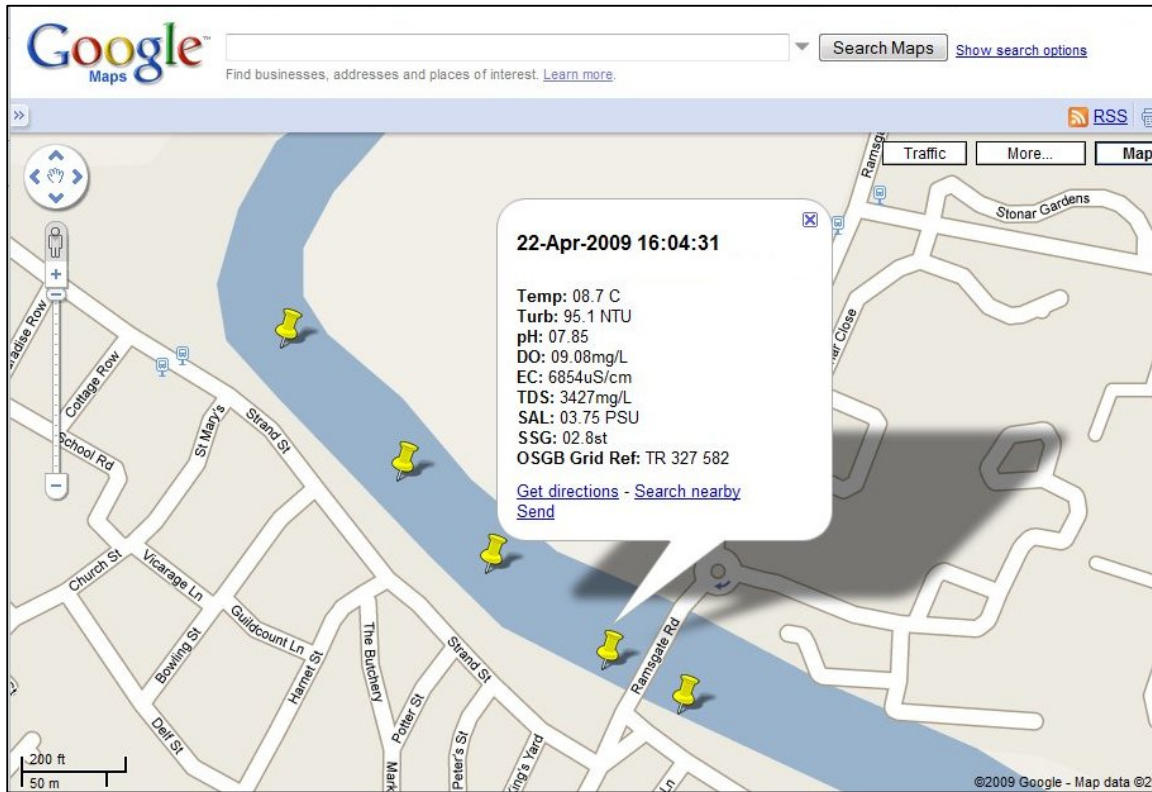 Google™
Maps
Search Maps
Show search options
Find businesses, addresses and places of interest. Learn more.
»
RSS
Traffic
More...
Map
Stonar Gardens
22-Apr-2009 16:04:31
Temp: 08.7 C
Turb: 95.1 NTU
pH: 07.85
DO: 09.08mg/L
EC: 6854uS/cm
TDS: 3427mg/L
SAL: 03.75 PSU
SSG: 02.8st
OSGB Grid Ref: TR 327 582
Get directions - Search nearby
Send
Cottage Row
School Rd
St Mary's
Strand St
Church St
Vicarage Ln
Guildcount Ln
Bowling St
Harnet St
Delf St
The Butchery
Potter St
Strand St
Ramsgate Rd
200 ft
50 m
©2009 Google - Map data ©2